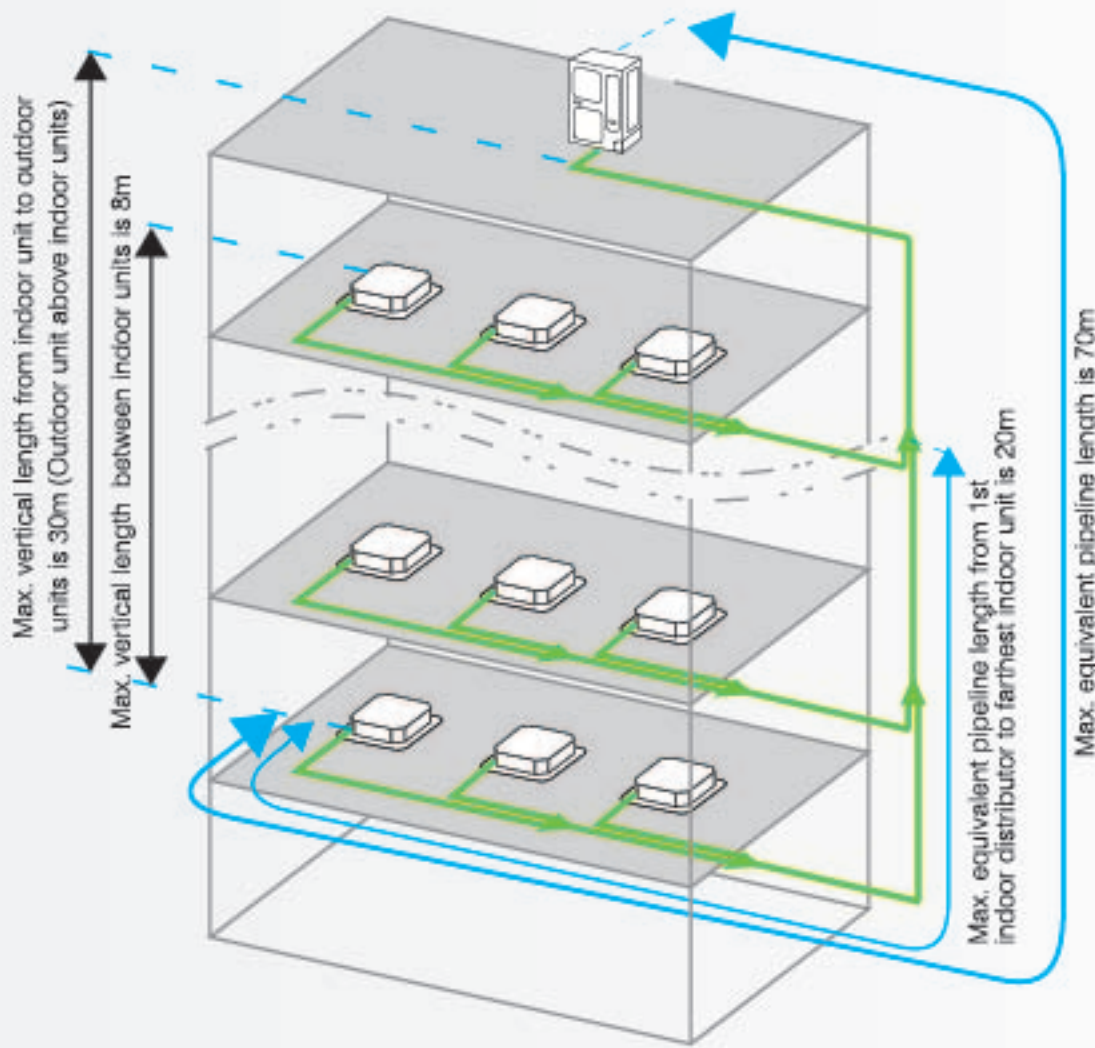 Max. vertical length from indoor unit to outdoor
units is 30m (Outdoor unit above indoor units)
Max. vertical length between indoor units is 8m
Max. equivalent pipeline length from 1st
indoor distributor to farthest indoor unit is 20m
Max. equivalent pipeline length is 70m